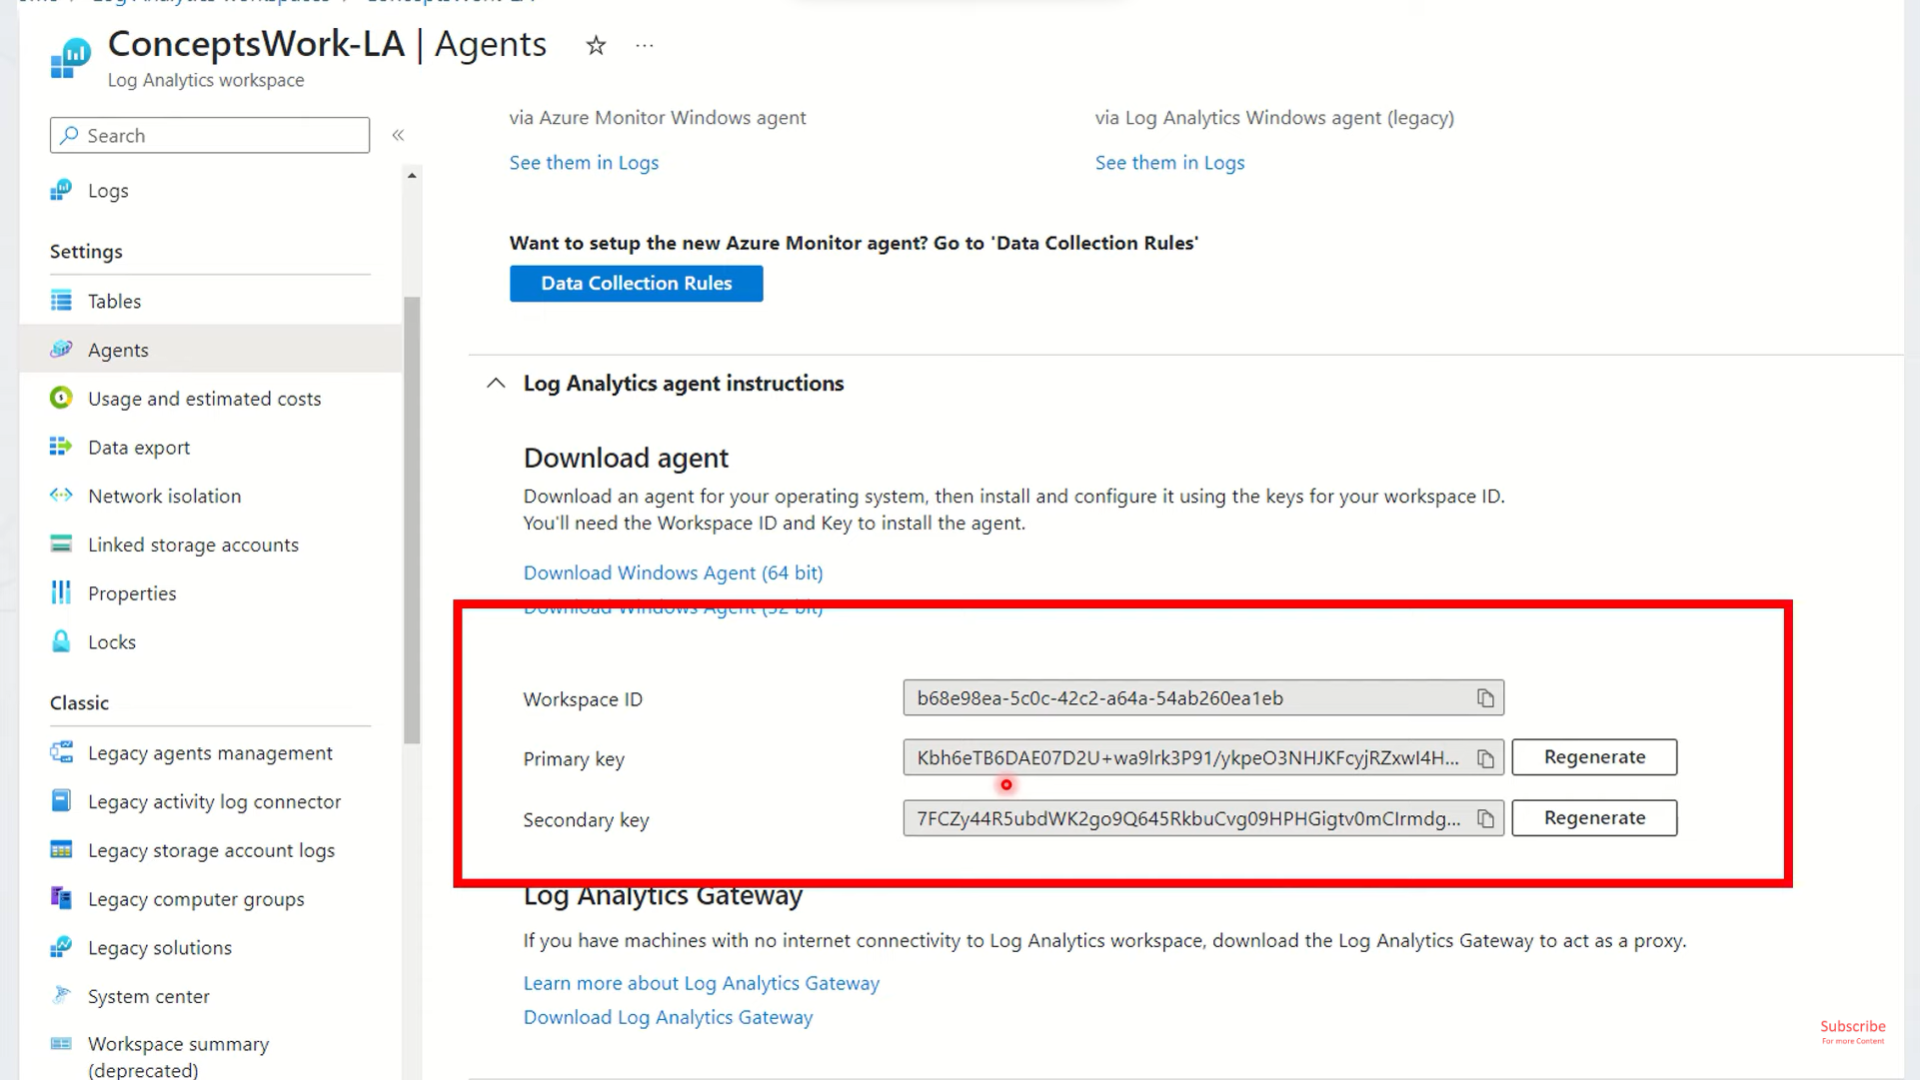 ConceptsWork-LA | Agents
Log Analytics workspace
Search
Logs
Settings
Tables
Agents
Usage and estimated costs
Data export
Network isolation
Linked storage accounts
Properties
Locks
Classic
Legacy agents management
Legacy activity log connector
Legacy storage account logs
Legacy computer groups
Legacy solutions
System center
Workspace summary
(deprecated)
via Azure Monitor Windows agent
See them in Logs
via Log Analytics Windows agent (legacy)
See them in Logs
Want to setup the new Azure Monitor agent? Go to 'Data Collection Rules'
Data Collection Rules
Log Analytics agent instructions
Download agent
Download an agent for your operating system, then install and configure it using the keys for your workspace ID.
You'll need the Workspace ID and Key to install the agent.
Download Windows Agent (64 bit)
Download Windows Agent (32 bit)
Workspace ID
b68e98ea-5c0c-42c2-a64a-54ab260ea1eb
Primary key
Kbh6eTB6DAE07D2U+wa9lrk3P91/ykpeO3NHJKFcyjRZxwI4H...
Regenerate
Secondary key
7FCZy44R5ubdWK2go9Q645RkbuCvg09HPHGigtv0mCIrmdg...
Regenerate
Log Analytics Gateway
If you have machines with no internet connectivity to Log Analytics workspace, download the Log Analytics Gateway to act as a proxy.
Learn more about Log Analytics Gateway
Download Log Analytics Gateway
Subscribe
For more Content